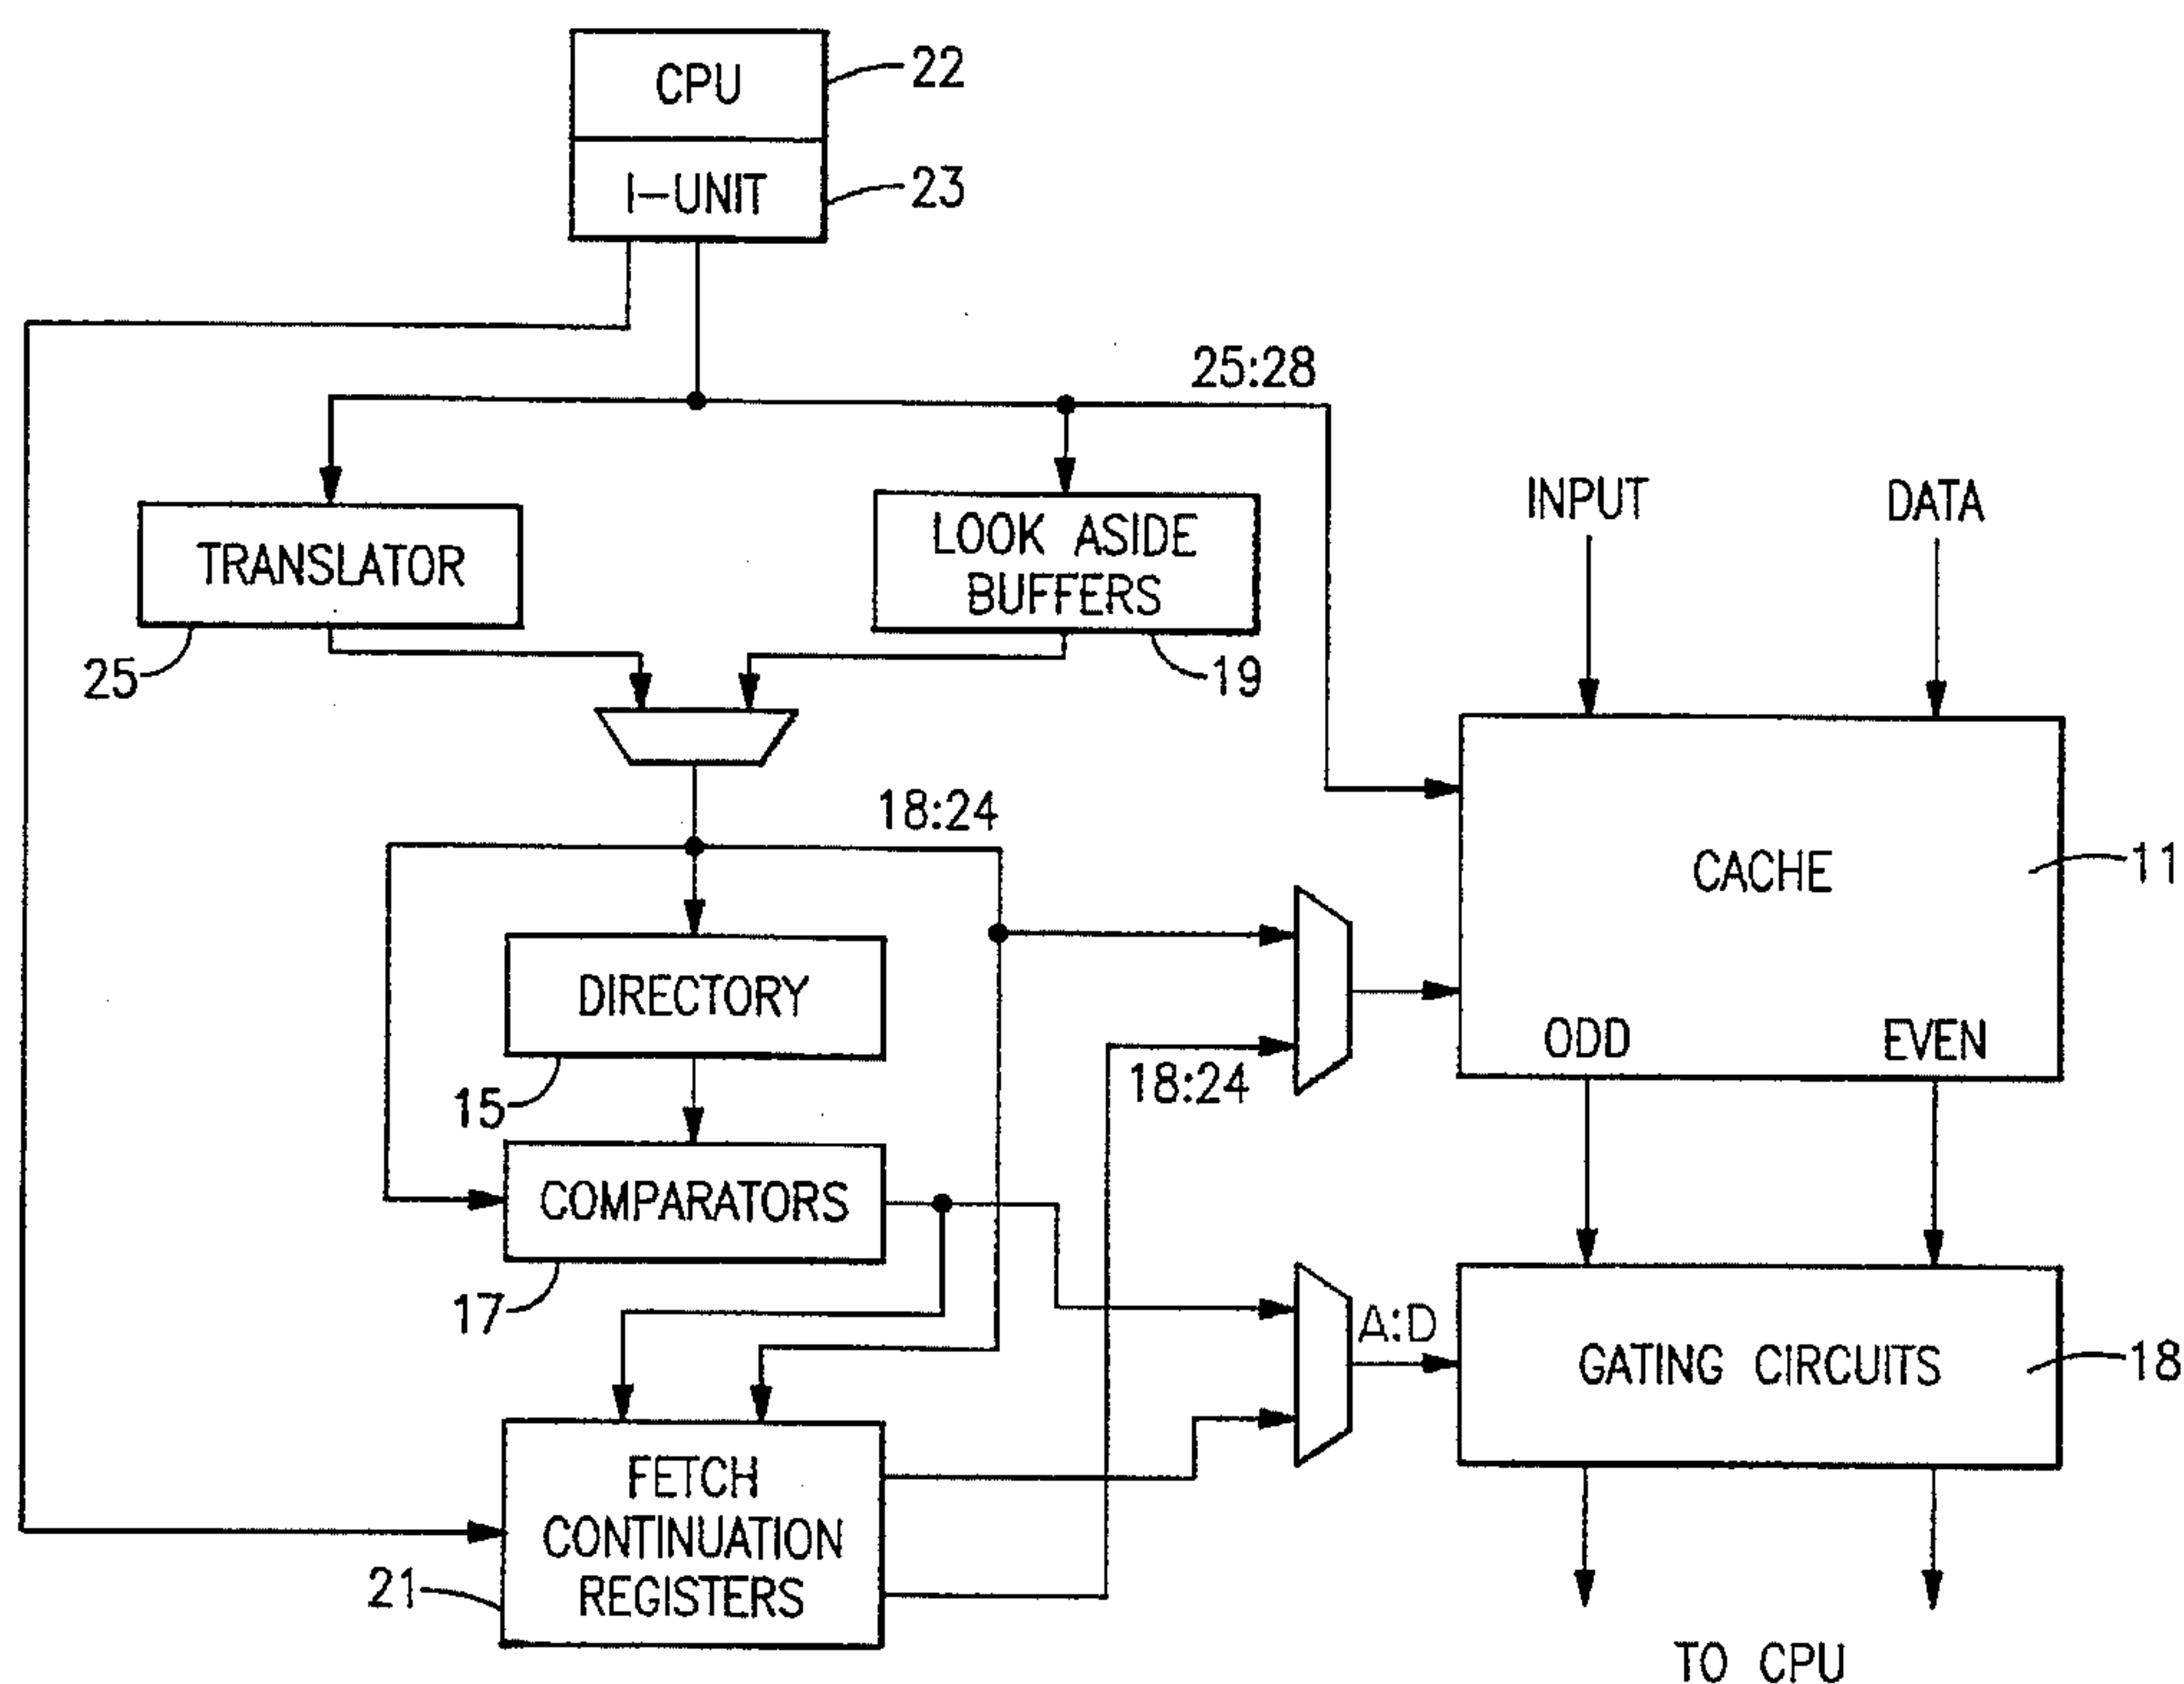 CPU
22
I-UNIT
23
25:28
INPUT
DATA
TRANSLATOR
LOOK ASIDE
BUFFERS
25
19
18:24
CACHE
11
DIRECTORY
ODD
EVEN
15
18:24
COMPARATORS
17
A:D
GATING CIRCUITS
18
FETCH
CONTINUATION
REGISTERS
21
TO CPU